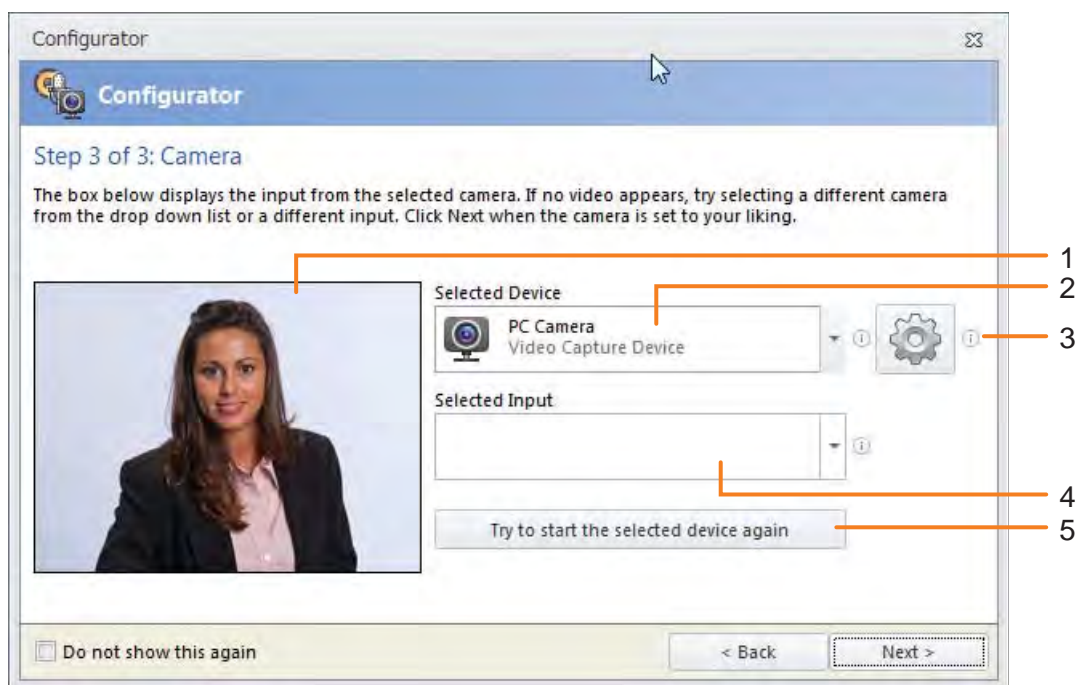 Configurator
Configurator
Step 3 of 3: Camera
The box below displays the input from the selected camera. If no video appears, try selecting a different camera
from the drop down list or a different input. Click Next when the camera is set to your liking.
1
Selected Device
2
PC Camera
Video Capture Device
3
Selected Input
4
Try to start the selected device again
5
Do not show this again
< Back
Next >